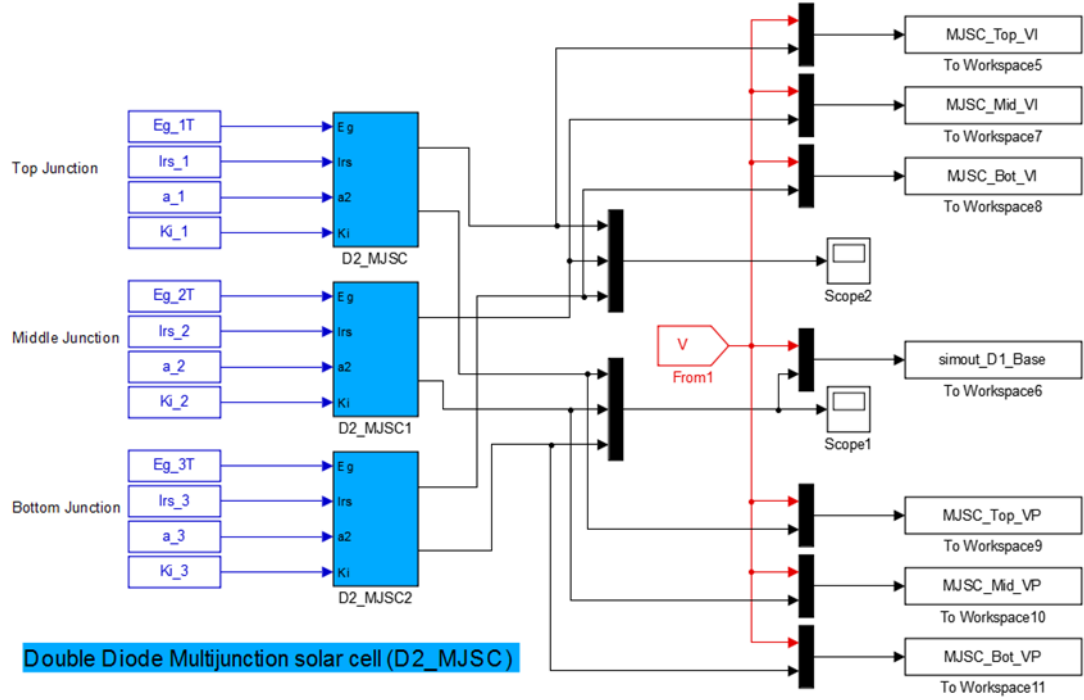 Top Junction
Eg_1T
Irs_1
a_1
Ki_1
Eg
Irs
a2
Ki
D2_MJSC
Middle Junction
Eg_2T
Irs_2
a_2
Ki_2
Eg
Irs
a2
Ki
D2_MJSC1
Bottom Junction
Eg_3T
Irs_3
a_3
Ki_3
Eg
Irs
a2
Ki
D2_MJSC2
V
From1
Scope2
Scope1
MJSC_Top_VI
To Workspace5
MJSC_Mid_VI
To Workspace7
MJSC_Bot_VI
To Workspace8
simout_D1_Base
To Workspace6
MJSC_Top_VP
To Workspace9
MJSC_Mid_VP
To Workspace10
MJSC_Bot_VP
To Workspace11
Double Diode Multijunction solar cell (D2_MJSC)